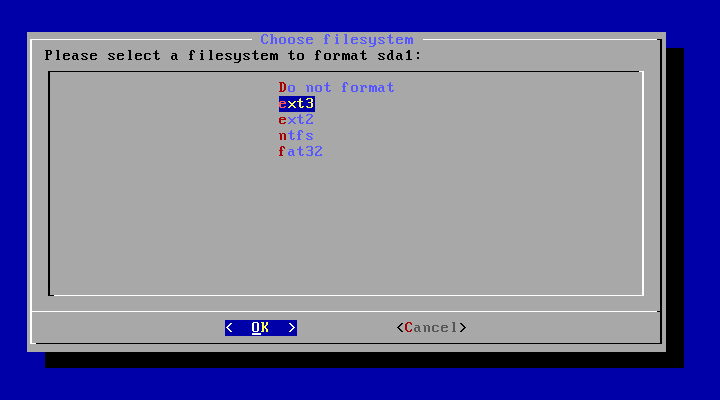 Choose filesystem
Please select a filesystem to format sda1:
Do not format
ext3
ext2
ntfs
fat32
< OK > <Cancel>